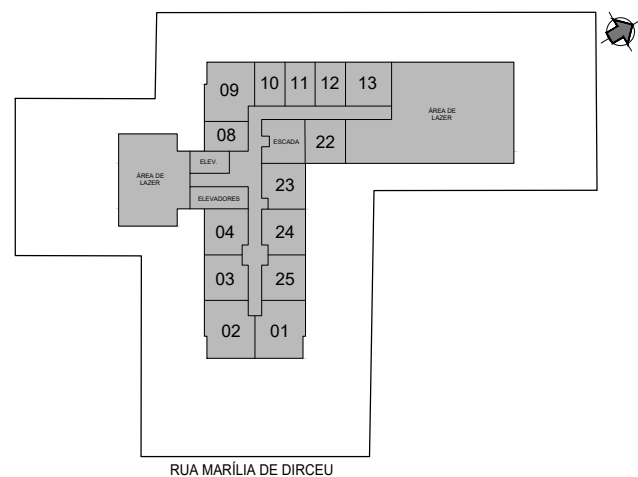 09
10
11
12
13
ÁREA DE
LAZER
08
ESCADA
22
ELEV.
ÁREA DE
LAZER
23
ELEVADORES
04
24
03
25
02
01
RUA MARÍLIA DE DIRCEU